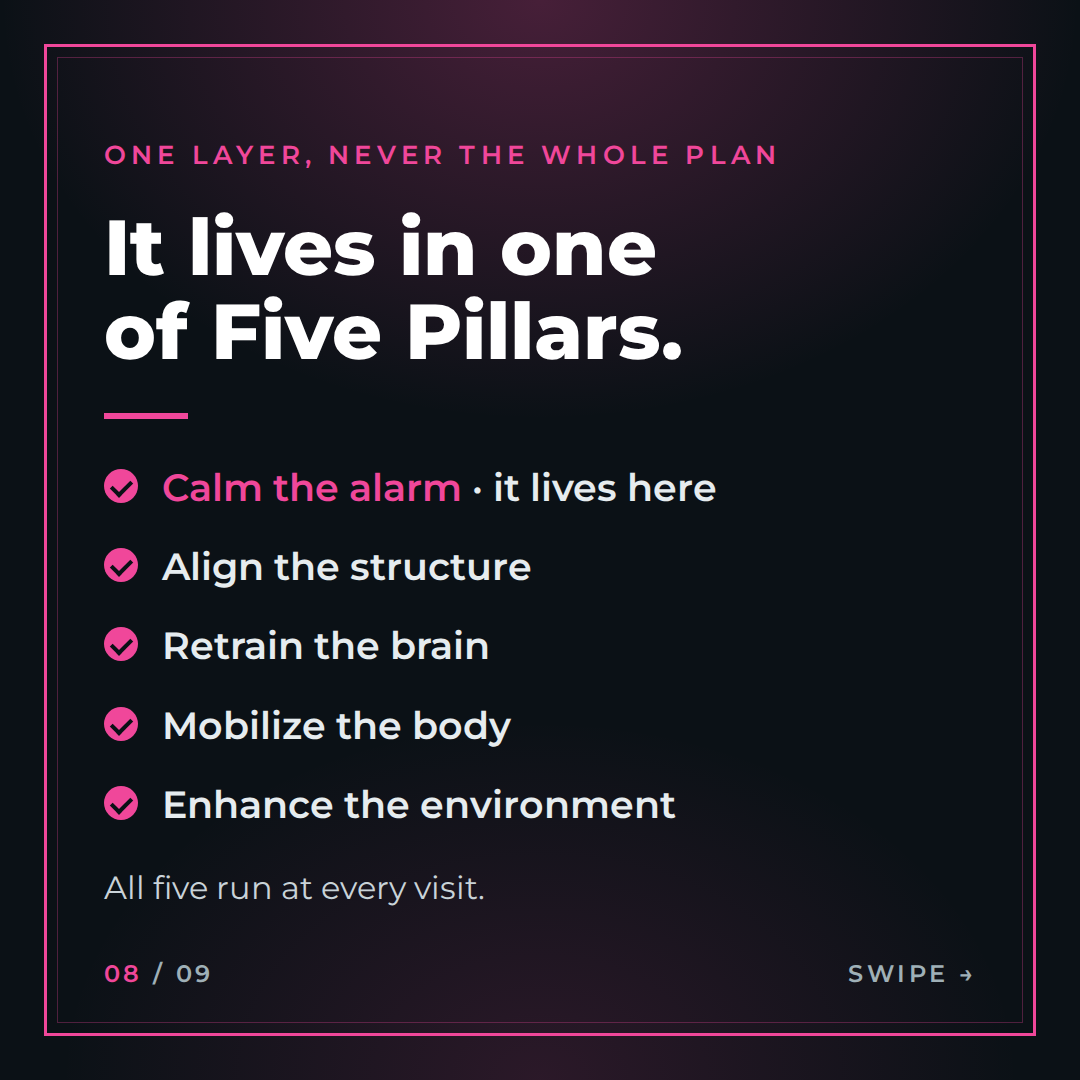 ONE LAYER, NEVER THE WHOLE PLAN
It lives in one
of Five Pillars.
Calm the alarm · it lives here
Align the structure
Retrain the brain
Mobilize the body
Enhance the environment
All five run at every visit.
08 / 09
SWIPE →